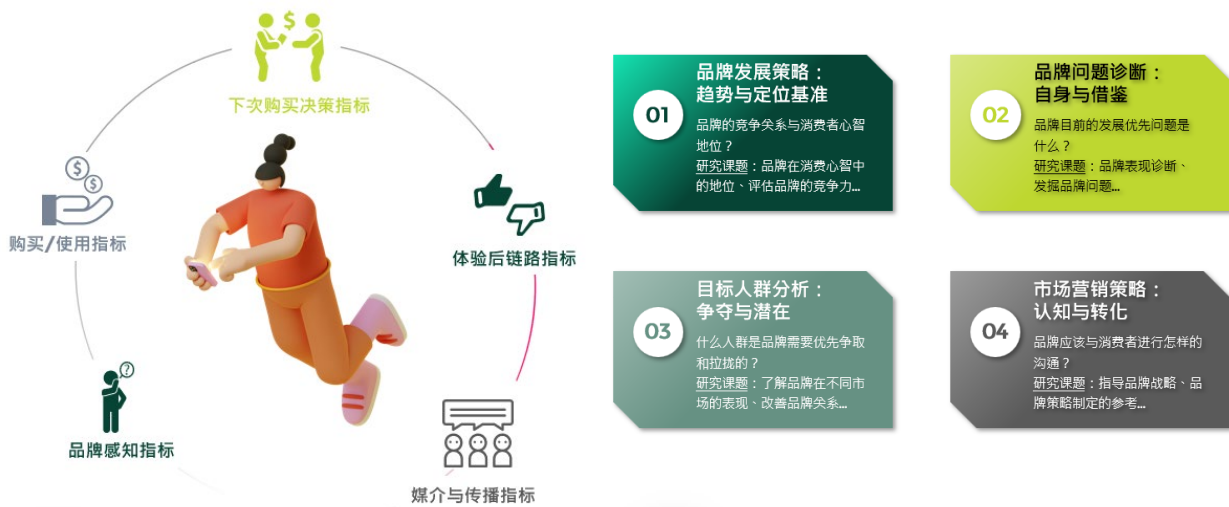 下次购买决策指标
购买/使用指标
体验后链路指标
品牌感知指标
媒介与传播指标
01
品牌发展策略：
趋势与定位基准
品牌的竞争关系与消费者心智
地位？
研究课题：品牌在消费心智中
的地位、评估品牌的竞争力...
02
品牌问题诊断：
自身与借鉴
品牌目前的发展优先问题是
什么？
研究课题：品牌表现诊断、
发掘品牌问题...
03
目标人群分析：
争夺与潜在
什么人群是品牌需要优先争取
和拉拢的？
研究课题：了解品牌在不同市
场的表现、改善品牌关系...
04
市场营销策略：
认知与转化
品牌应该与消费者进行怎样的
沟通？
研究课题：指导品牌战略、品
牌策略制定的参考...